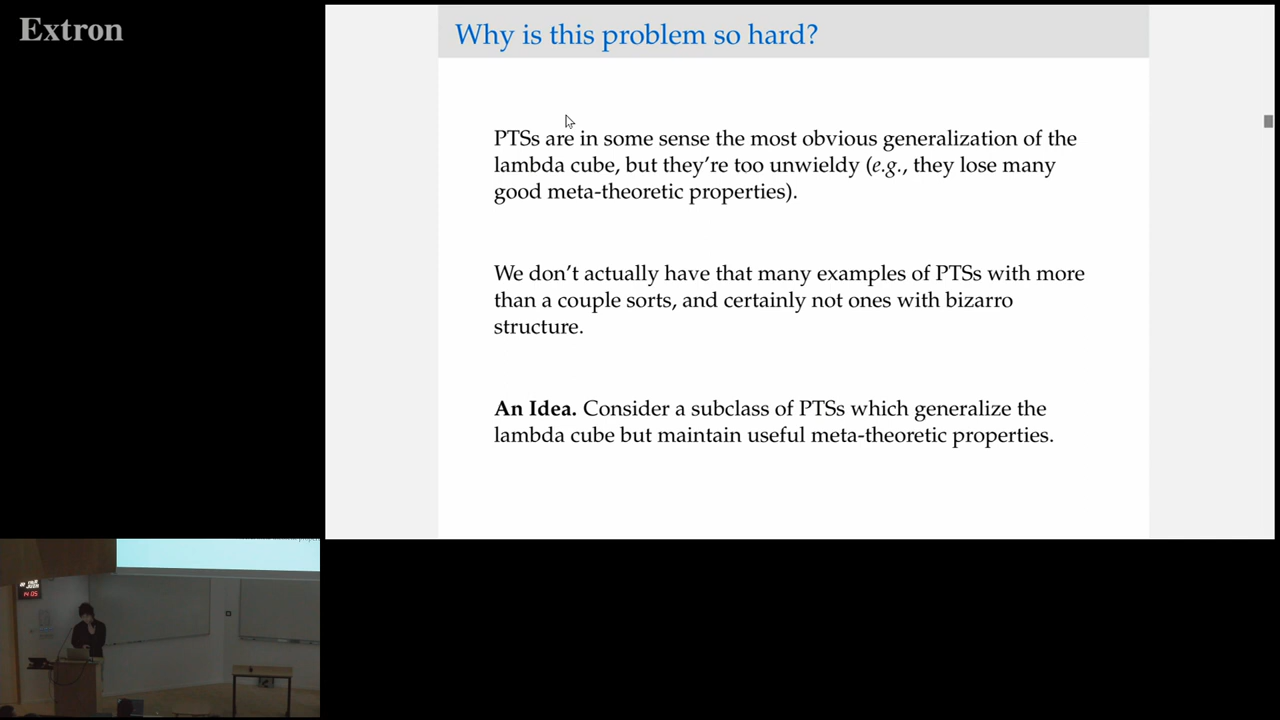 Extron
Why is this problem so hard?
PTSs are in some sense the most obvious generalization of the
lambda cube, but they're too unwieldy (e.g., they lose many
good meta-theoretic properties).
We don't actually have that many examples of PTSs with more
than a couple sorts, and certainly not ones with bizarro
structure.
An Idea. Consider a subclass of PTSs which generalize the
lambda cube but maintain useful meta-theoretic properties.
14:05